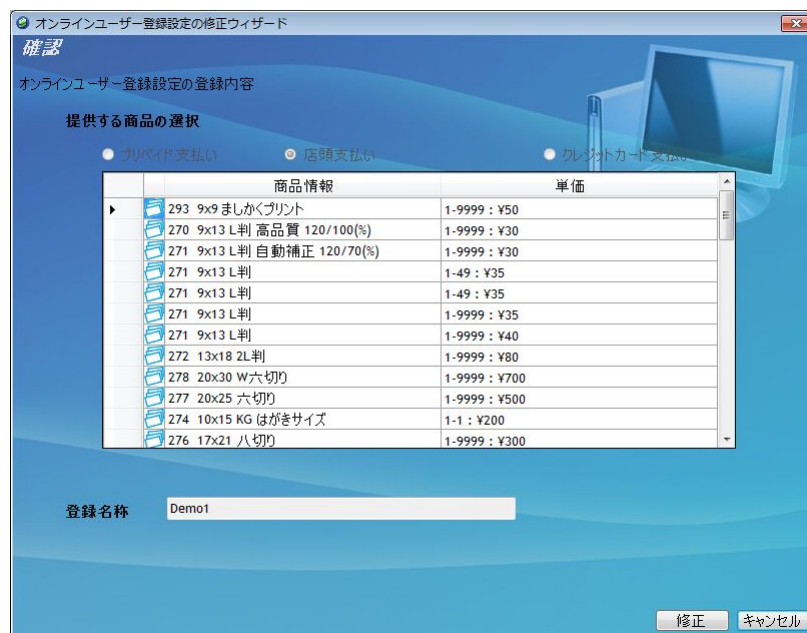 オンラインユーザー登録設定の修正ウィザード
確認
オンラインユーザー登録設定の登録内容
提供する商品の選択
プリペイド支払い 店頭支払い クレジットカード支払い
商品情報 単価
293 9x9 ましかくプリント 1-9999 : ¥50
270 9x13 L判 高品質 120/100(%) 1-9999 : ¥30
271 9x13 L判 自動補正 120/70(%) 1-9999 : ¥30
271 9x13 L判 1-49 : ¥35
271 9x13 L判 1-49 : ¥35
271 9x13 L判 1-9999 : ¥35
271 9x13 L判 1-9999 : ¥40
272 13x18 2L判 1-9999 : ¥80
278 20x30 W六切り 1-9999 : ¥700
277 20x25 六切り 1-9999 : ¥500
274 10x15 KG はがきサイズ 1-1 : ¥200
276 17x21 八切り 1-9999 : ¥300
登録名称 Demo1
修正 キャンセル